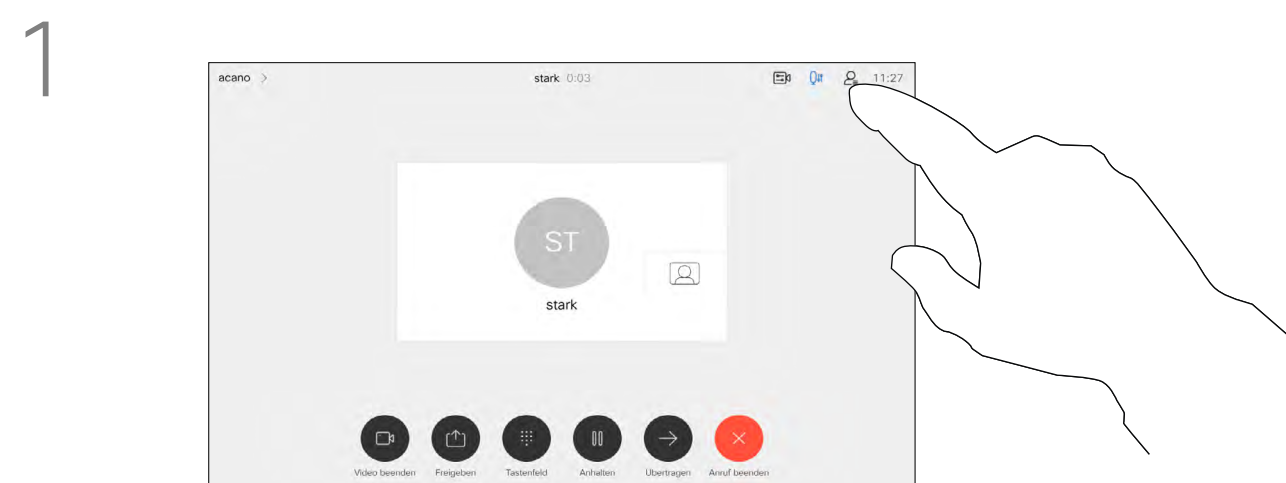 1
acano > stark 0:03 11:27
ST
stark
Video beenden Freigeben Tastenfeld Anhalten Übertragen Anruf beenden